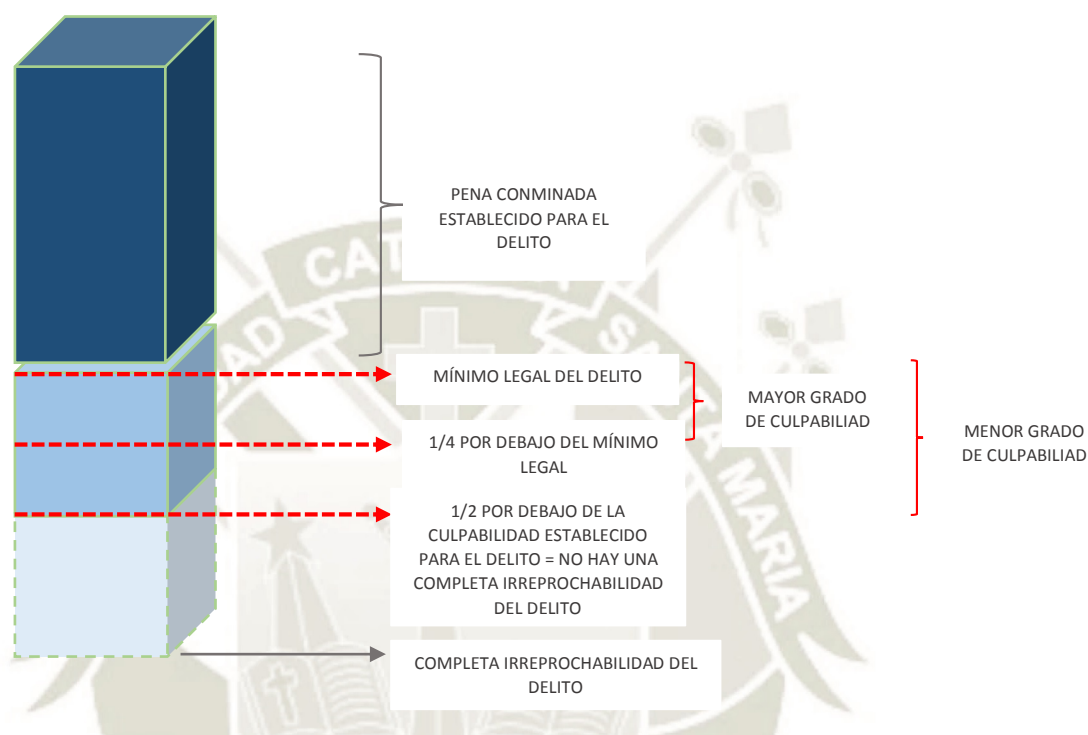 PENA CONMINADA
ESTABLECIDO PARA EL
DELITO
MÍNIMO LEGAL DEL DELITO
1/4 POR DEBAJO DEL MÍNIMO
LEGAL
1/2 POR DEBAJO DE LA
CULPABILIDAD ESTABLECIDO
PARA EL DELITO = NO HAY UNA
COMPLETA IRREPROCHABILIDAD
DEL DELITO
COMPLETA IRREPROCHABILIDAD DEL
DELITO
MAYOR GRADO
DE CULPABILIAD
MENOR GRADO
DE CULPABILIAD
MARIA